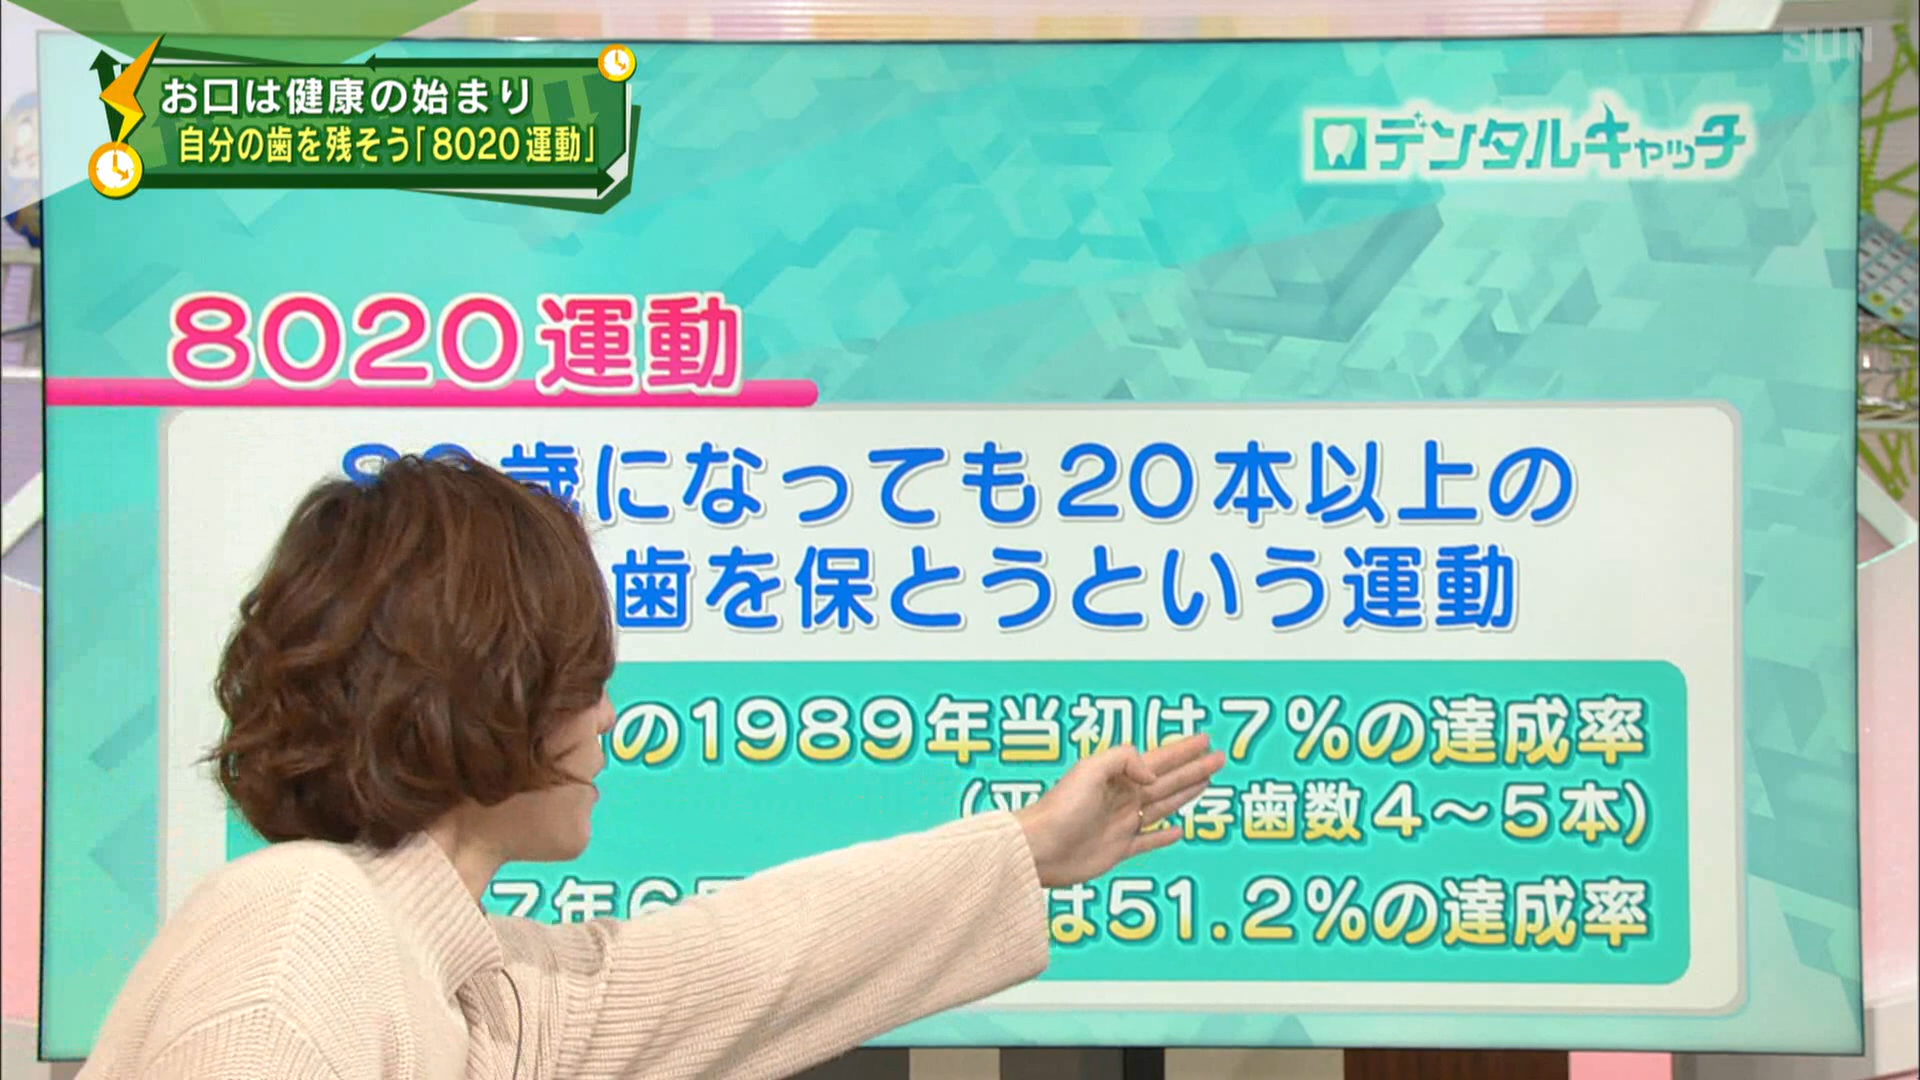 SUN
お口は健康の始まり
自分の歯を残そう「8020運動」
デンタルキャッチ
8020運動
歳になっても20本以上の
歯を保とうという運動
の1989年当初は7%の達成率
存歯数4～5本)
7年6
は51.2%の達成率